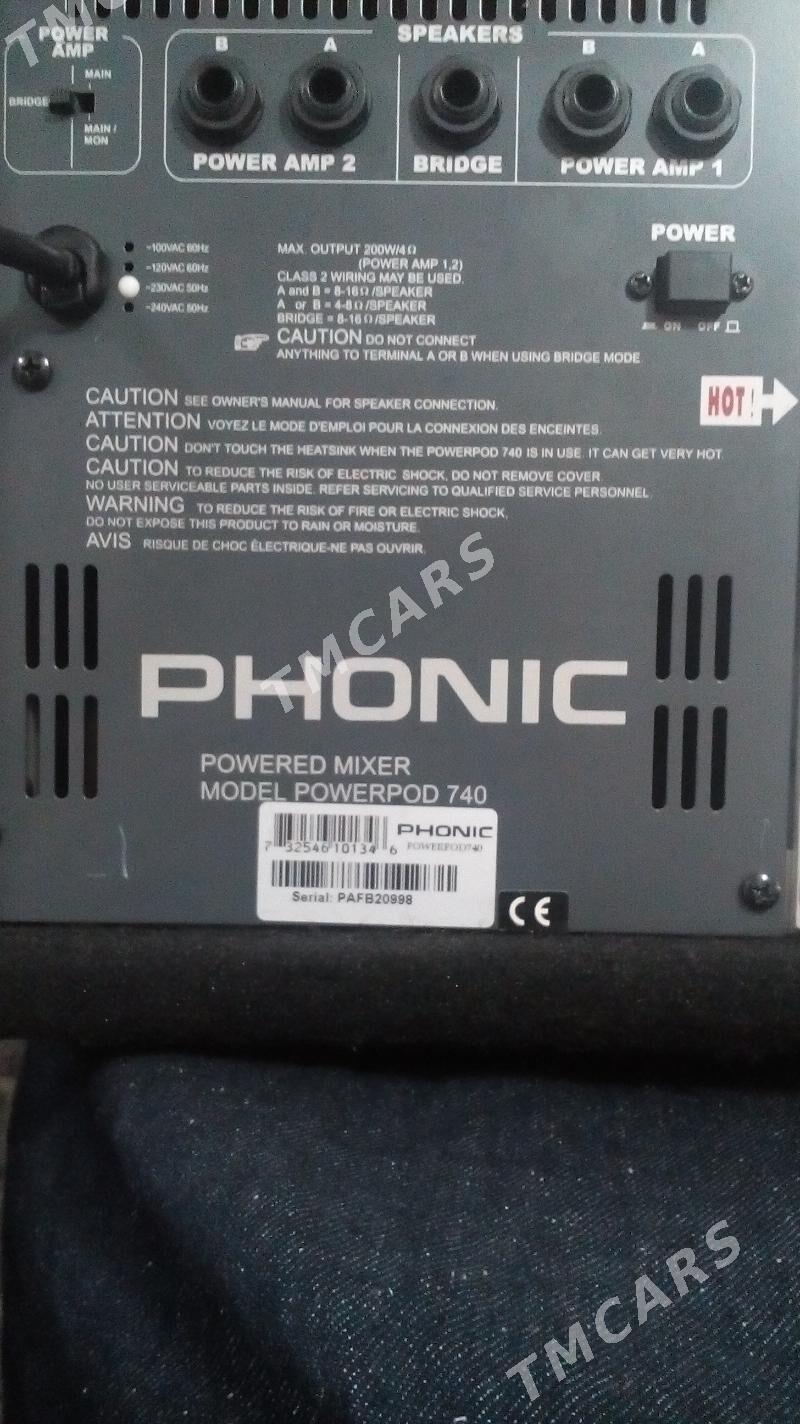 POWER
AMP
MAIN
BRIDGE
MAIN /
MON
SPEAKERS
B
A
B
A
POWER AMP 2
BRIDGE
POWER AMP 1
~100VAC 60Hz
~120VAC 60Hz
~230VAC 50Hz
~240VAC 50Hz
MAX. OUTPUT 200W/4Ω
(POWER AMP 1,2)
CLASS 2 WIRING MAY BE USED.
A and B = 8-16Ω/SPEAKER
A or B = 4-8Ω/SPEAKER
BRIDGE = 8-16Ω/SPEAKER
CAUTION DO NOT CONNECT
ANYTHING TO TERMINAL A OR B WHEN USING BRIDGE MODE
POWER
ON OFF
HOT!
CAUTION SEE OWNER'S MANUAL FOR SPEAKER CONNECTION.
ATTENTION VOYEZ LE MODE D'EMPLOI POUR LA CONNEXION DES ENCEINTES.
CAUTION DON'T TOUCH THE HEATSINK WHEN THE POWERPOD 740 IS IN USE. IT CAN GET VERY HOT.
CAUTION TO REDUCE THE RISK OF ELECTRIC SHOCK, DO NOT REMOVE COVER.
NO USER SERVICEABLE PARTS INSIDE. REFER SERVICING TO QUALIFIED SERVICE PERSONNEL
WARNING TO REDUCE THE RISK OF FIRE OR ELECTRIC SHOCK,
DO NOT EXPOSE THIS PRODUCT TO RAIN OR MOISTURE.
AVIS RISQUE DE CHOC ÉLECTRIQUE-NE PAS OUVRIR.
TMCARS
PHONIC
POWERED MIXER
MODEL POWERPOD 740
PHONIC
7 32546 10134 6 POWERPOD740
Serial: PAFB20998
CE
TMCARS